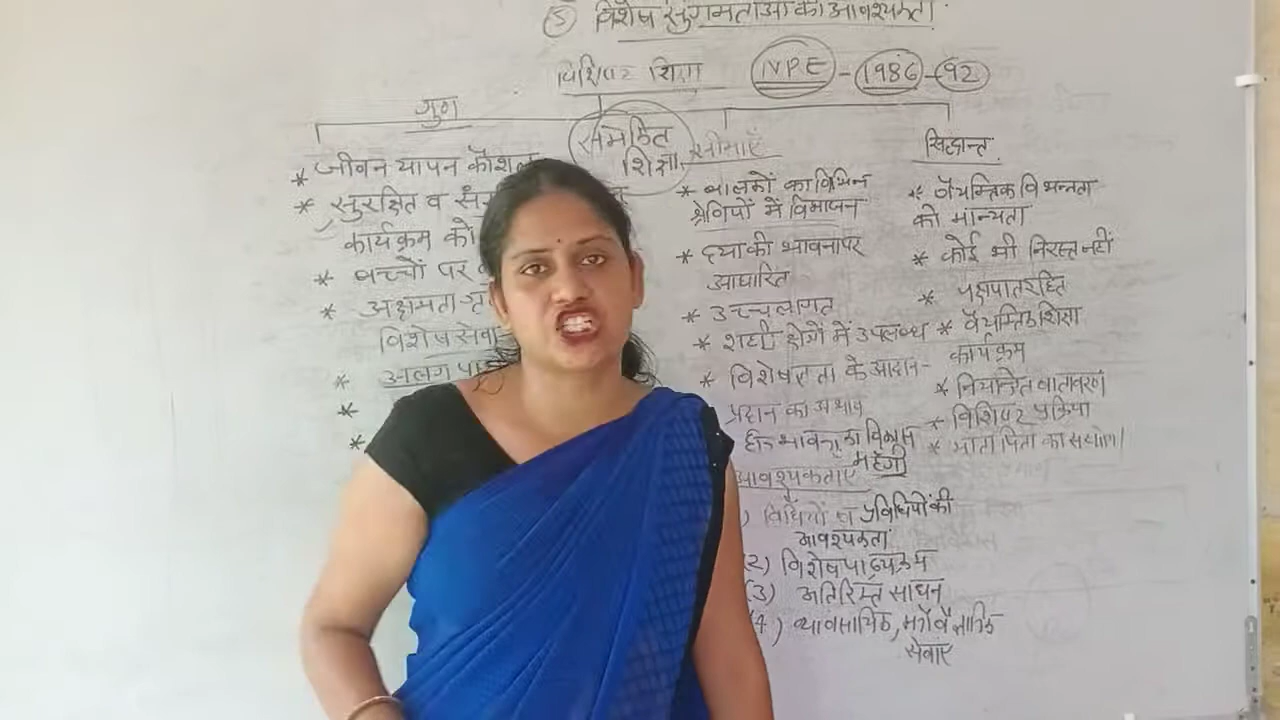 (5) विशेष सुगमताओं की आवश्यकता।
विशिष्ट शिक्षा NPE - 1986 - 92
गुण
समेकित
शिक्षा
सीमाएँ
सिद्धान्त
* जीवन यापन कौशल
* सुरक्षित व
कार्यक्रम को
* बच्चों पर
* अक्षमता
विशेष सेवा
* अलग
*
*
* बालकों का विभिन्न
श्रेणियों में विभाजन
* दया की भावना पर
आधारित
* उच्च लागत
* शहरी क्षेत्रों में उपलब्ध
* विशेषज्ञता के आदान-
प्रदान का अभाव
हीन भावना का विकास
महँगी
* वैयक्तिक विभिन्नता
को मान्यता
* कोई भी निरस्त नहीं
* पक्षपात रहित
* वैयक्तिक शिक्षा
कार्यक्रम
* नियन्त्रित वातावरण
* विशिष्ट प्रक्रिया
* माता पिता का सहयोग।
आवश्यकताएँ
) विधियों व प्रविधियों की
आवश्यकता
(2) विशेष पाठ्यक्रम
(3) अतिरिक्त साधन
(4) व्यावसायिक, मनोवैज्ञानिक
सेवाएँ